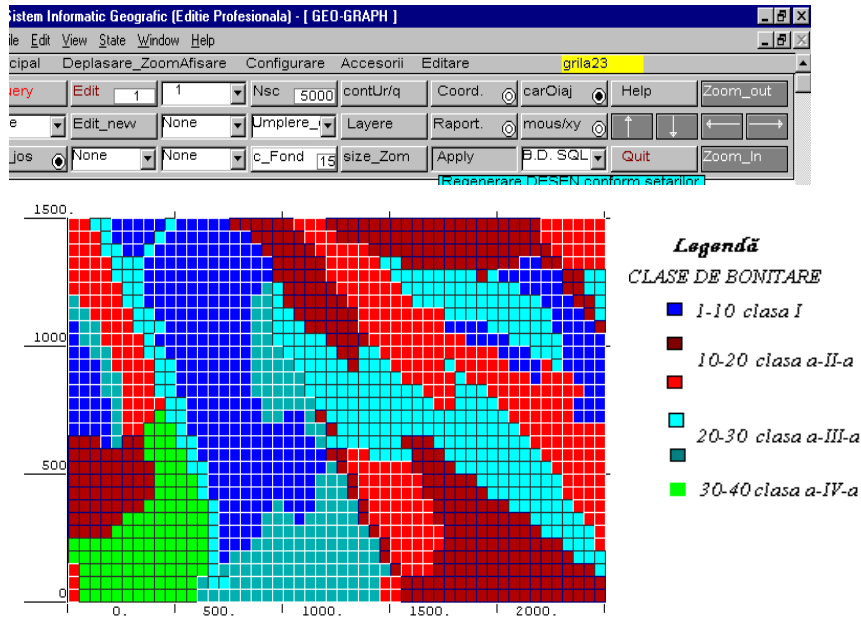 Sistem Informatic Geografic (Editie Profesionala) - [ GEO-GRAPH ]
File Edit View State Window Help
cipal Deplasare_ZoomAfisare Configurare Accesorii Editare grila23
uery Edit 1 1 Nsc 5000 contUr/q Coord. carOiaj Help Zoom_out
e Edit_new None Umplere_ Layere Raport. mous/xy
jos None None c_Fond 15 size_Zom Apply B.D. SQL Quit Zoom_In
Regenerare DESEN conform setarilor
1500.
1000
500
0
0. 500. 1000. 1500. 2000.
Legendă
CLASE DE BONITARE
1-10 clasa I
10-20 clasa a-II-a
20-30 clasa a-III-a
30-40 clasa a-IV-a